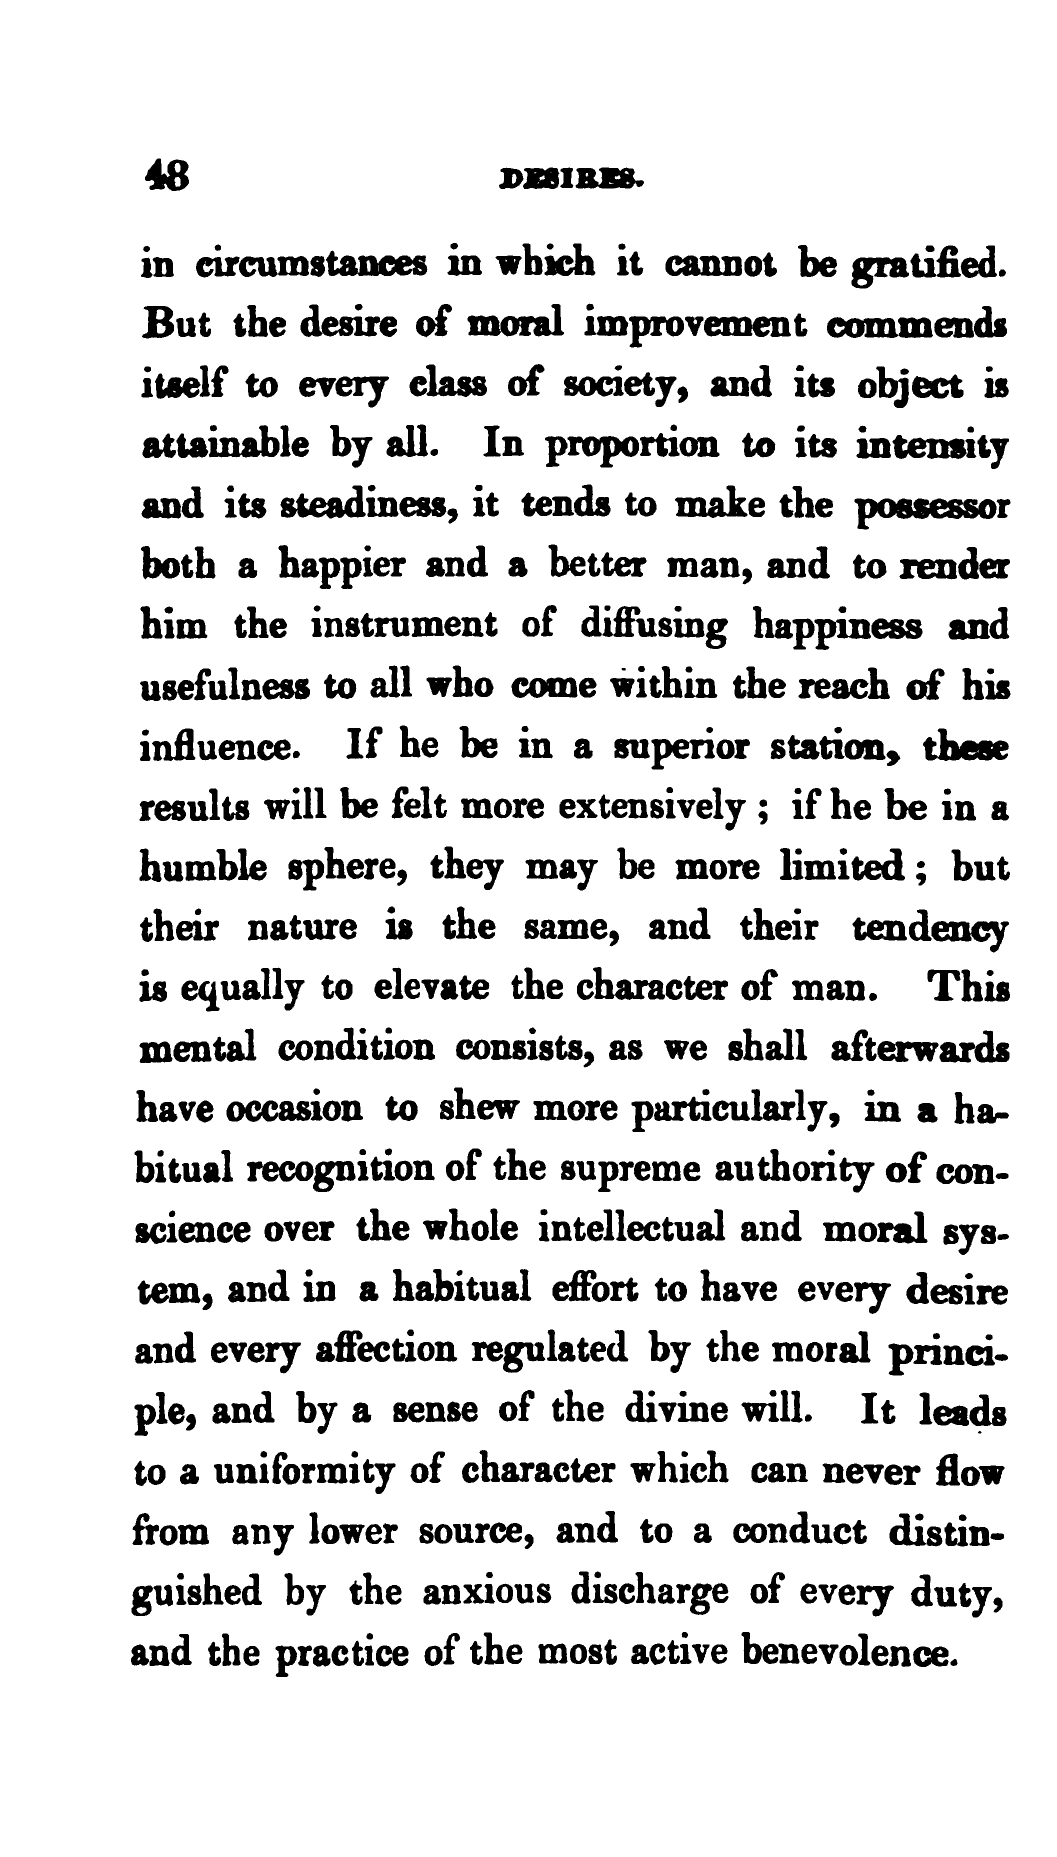 48 DESIRES.
in circumstances in which it cannot be gratified.
But the desire of moral improvement commends
itself to every class of society, and its object is
attainable by all. In proportion to its intensity
and its steadiness, it tends to make the possessor
both a happier and a better man, and to render
him the instrument of diffusing happiness and
usefulness to all who come within the reach of his
influence. If he be in a superior station, these
results will be felt more extensively ; if he be in a
humble sphere, they may be more limited ; but
their nature is the same, and their tendency
is equally to elevate the character of man. This
mental condition consists, as we shall afterwards
have occasion to shew more particularly, in a ha-
bitual recognition of the supreme authority of con-
science over the whole intellectual and moral sys-
tem, and in a habitual effort to have every desire
and every affection regulated by the moral princi-
ple, and by a sense of the divine will. It leads
to a uniformity of character which can never flow
from any lower source, and to a conduct distin-
guished by the anxious discharge of every duty,
and the practice of the most active benevolence.